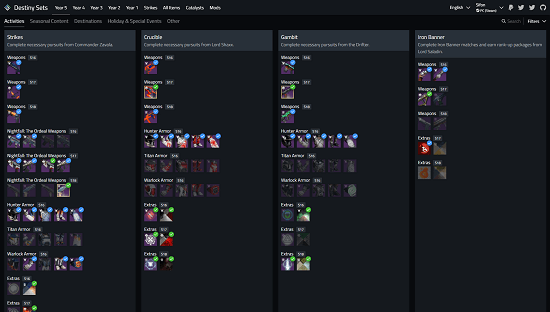 Destiny Sets
Year 5 Year 4 Year 3 Year 2 Year 1 Strikes All Items Catalysts Mods
English
PC (Steam)
Activities Seasonal Content Destinations Holiday & Special Events Other
Search Filters
Strikes
Complete necessary pursuits from Commander Zavala.
Weapons S16
Weapons S17
Weapons S18
Nightfall: The Ordeal Weapons S16
Nightfall: The Ordeal Weapons S17
Nightfall: The Ordeal Weapons S18
Hunter Armor S16
Titan Armor S16
Warlock Armor S16
Extras S16
Extras S17
Crucible
Complete necessary pursuits from Lord Shaxx.
Weapons S16
Weapons S17
Weapons S18
Hunter Armor S16
Titan Armor S16
Warlock Armor S16
Extras S16
Extras S17
Extras S18
Gambit
Complete necessary pursuits from the Drifter.
Weapons S16
Weapons S17
Weapons S18
Hunter Armor S16
Titan Armor S16
Warlock Armor S16
Extras S16
Extras S17
Extras S18
Iron Banner
Complete Iron Banner matches and earn rank-up packages from
Lord Saladin.
Weapons S16
Weapons S17
Weapons S18
Extras S17
Extras S18